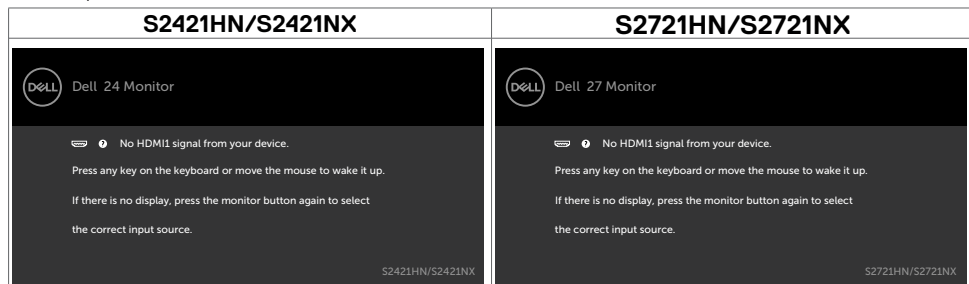 S2421HN/S2421NX
DELL
Dell 24 Monitor
? No HDMI1 signal from your device.
Press any key on the keyboard or move the mouse to wake it up.
If there is no display, press the monitor button again to select
the correct input source.
S2421HN/S2421NX
S2721HN/S2721NX
DELL
Dell 27 Monitor
? No HDMI1 signal from your device.
Press any key on the keyboard or move the mouse to wake it up.
If there is no display, press the monitor button again to select
the correct input source.
S2721HN/S2721NX